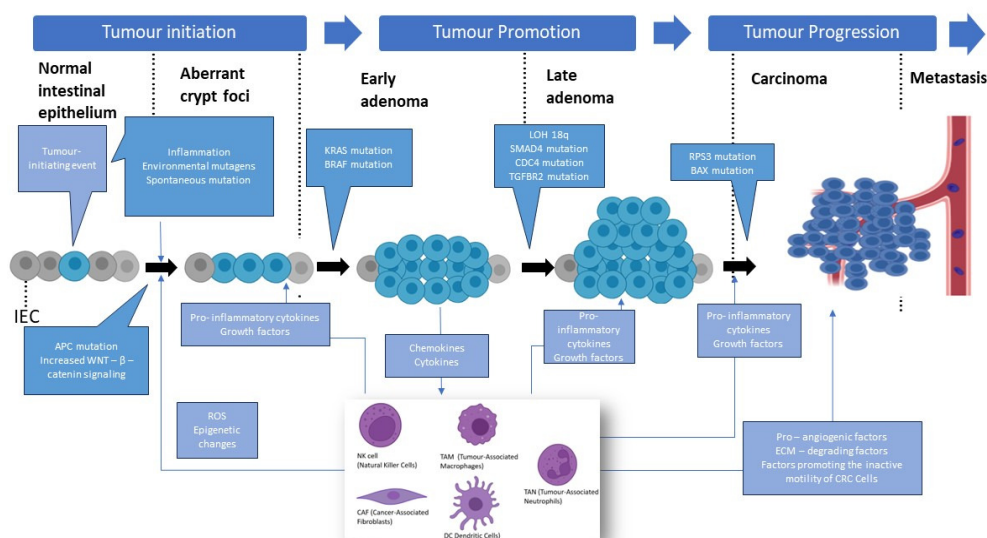 Tumour initiation
Tumour Promotion
Tumour Progression
Normal
intestinal
epithelium
Aberrant
crypt foci
Early
adenoma
Late
adenoma
Carcinoma
Metastasis
Tumour-
initiating event
Inflammation
Environmental mutagens
Spontaneous mutation
KRAS mutation
BRAF mutation
LOH 18q
SMAD4 mutation
CDC4 mutation
TGFBR2 mutation
RPS3 mutation
BAX mutation
IEC
APC mutation
Increased WNT – β –
catenin signaling
Pro- inflammatory cytokines
Growth factors
Chemokines
Cytokines
Pro-
inflammatory
cytokines
Growth factors
Pro- inflammatory
cytokines
Growth factors
ROS
Epigenetic
changes
NK cell
(Natural Killer Cells)
TAM (Tumour-Associated
Macrophages)
TAN (Tumour-Associated
Neutrophils)
CAF (Cancer-Associated
Fibroblasts)
DC Dendritic Cells)
Pro – angiogenic factors
ECM – degrading factors
Factors promoting the inactive
motility of CRC Cells